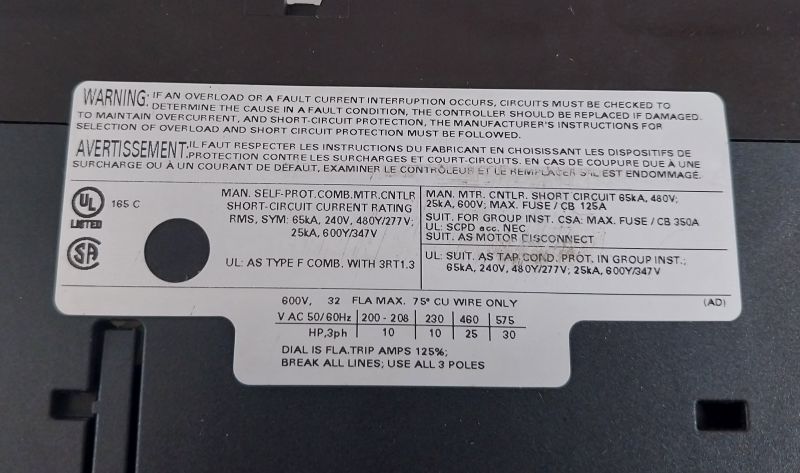 WARNING: IF AN OVERLOAD OR A FAULT CURRENT INTERRUPTION OCCURS, CIRCUITS MUST BE CHECKED TO
DETERMINE THE CAUSE IN A FAULT CONDITION, THE CONTROLLER SHOULD BE REPLACED IF DAMAGED.
TO MAINTAIN OVERCURRENT, AND SHORT-CIRCUIT PROTECTION, THE MANUFACTURER'S INSTRUCTIONS FOR
SELECTION OF OVERLOAD AND SHORT CIRCUIT PROTECTION MUST BE FOLLOWED.
AVERTISSEMENT: IL FAUT RESPECTER LES INSTRUCTIONS DU FABRICANT EN CHOISISSANT LES DISPOSITIFS DE
PROTECTION CONTRE LES SURCHARGES ET COURT-CIRCUITS. EN CAS DE COUPURE DUE À UNE
SURCHARGE OU À UN COURANT DE DÉFAUT, EXAMINER LE CONTRÔLEUR ET LE REMPLACER S'IL EST ENDOMMAGÉ.
UL
LISTED
165 C
SA
MAN. SELF-PROT.COMB.MTR.CNTLR
SHORT-CIRCUIT CURRENT RATING
RMS, SYM: 65kA, 240V, 480Y/277V;
25kA, 600Y/347V
UL: AS TYPE F COMB. WITH 3RT1.3
MAN. MTR. CNTLR. SHORT CIRCUIT 65kA, 480V;
25kA, 600V; MAX. FUSE / CB 125A
SUIT. FOR GROUP INST. CSA: MAX. FUSE / CB 350A
UL: SCPD acc. NEC
SUIT. AS MOTOR DISCONNECT
UL: SUIT. AS TAP COND. PROT. IN GROUP INST.;
65kA, 240V, 480Y/277V; 25kA, 600Y/347V
600V, 32 FLA MAX. 75° CU WIRE ONLY
(AD)
V AC 50/60Hz 200 - 208 230 460 575
HP,3ph 10 10 25 30
DIAL IS FLA.TRIP AMPS 125%;
BREAK ALL LINES; USE ALL 3 POLES